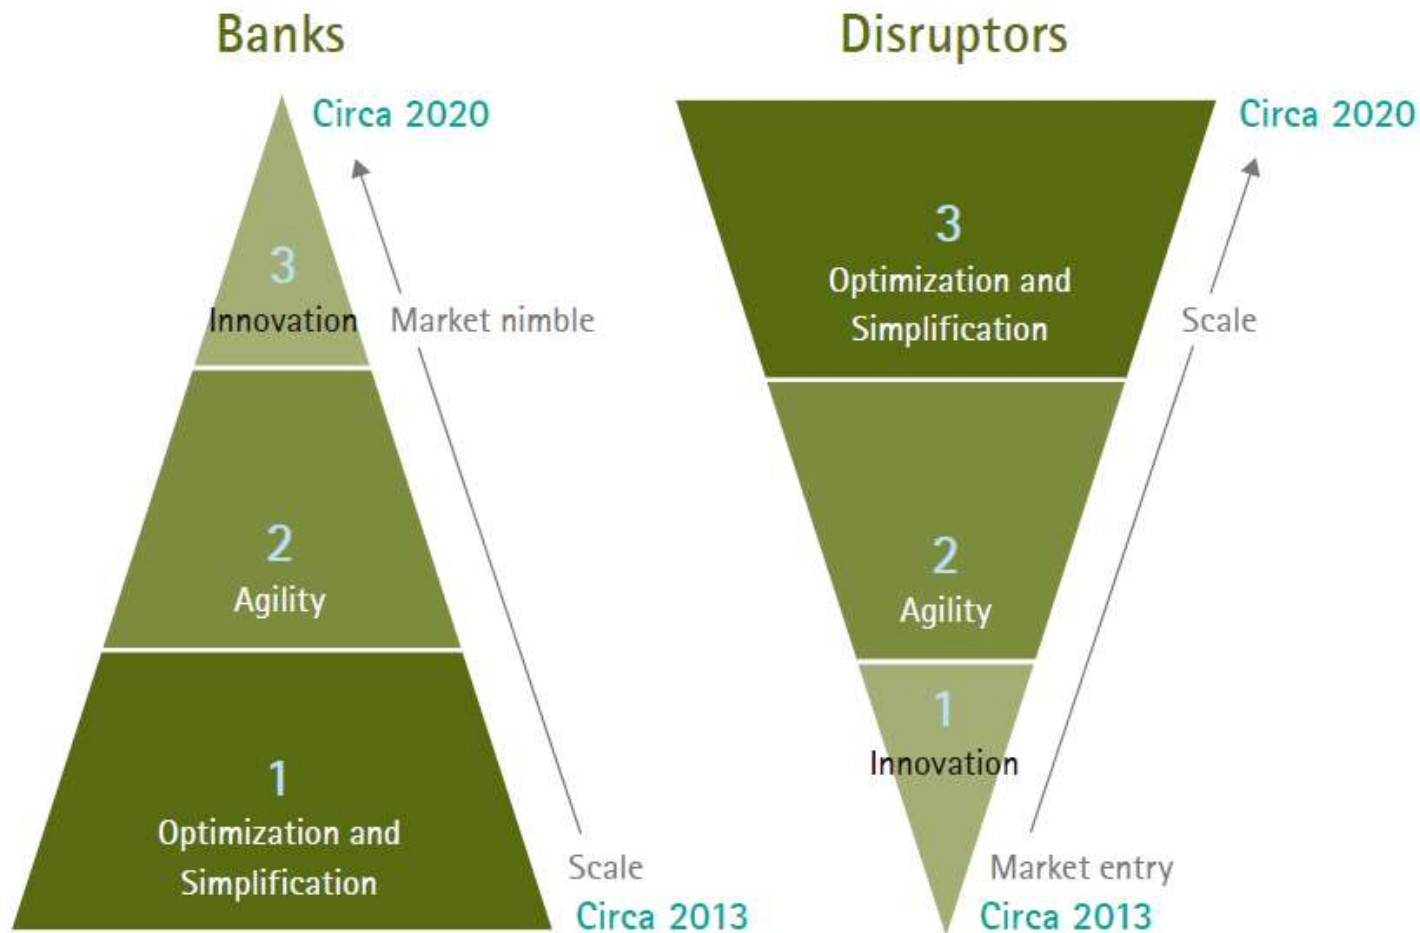 Banks
Circa 2020
3
Innovation
Market nimble
2
Agility
1
Optimization and
Simplification
Scale
Circa 2013
Disruptors
Circa 2020
3
Optimization and
Simplification
Scale
2
Agility
1
Innovation
Market entry
Circa 2013